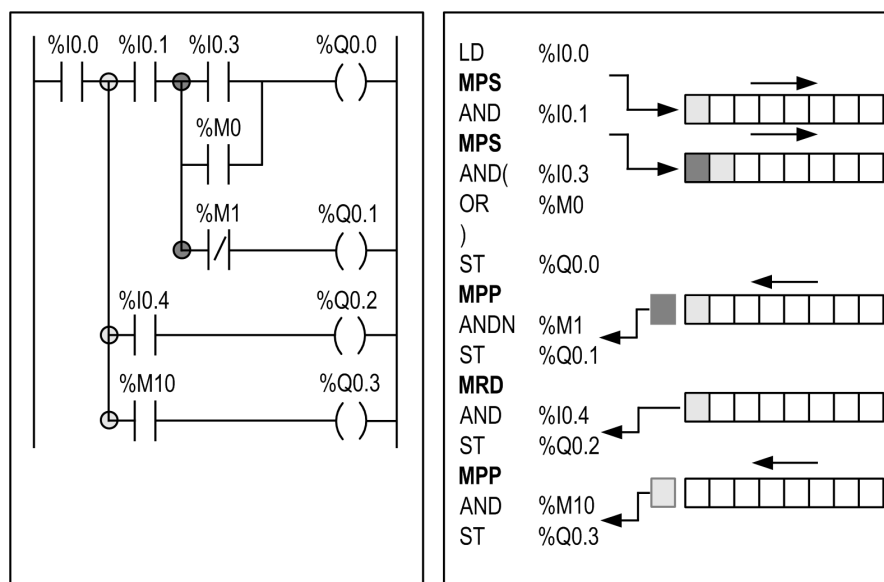 %I0.0 %I0.1 %I0.3 %Q0.0
%M0
%M1 %Q0.1
%I0.4 %Q0.2
%M10 %Q0.3
LD %I0.0
MPS
AND %I0.1
MPS
AND( %I0.3
OR %M0
)
ST %Q0.0
MPP
ANDN %M1
ST %Q0.1
MRD
AND %I0.4
ST %Q0.2
MPP
AND %M10
ST %Q0.3